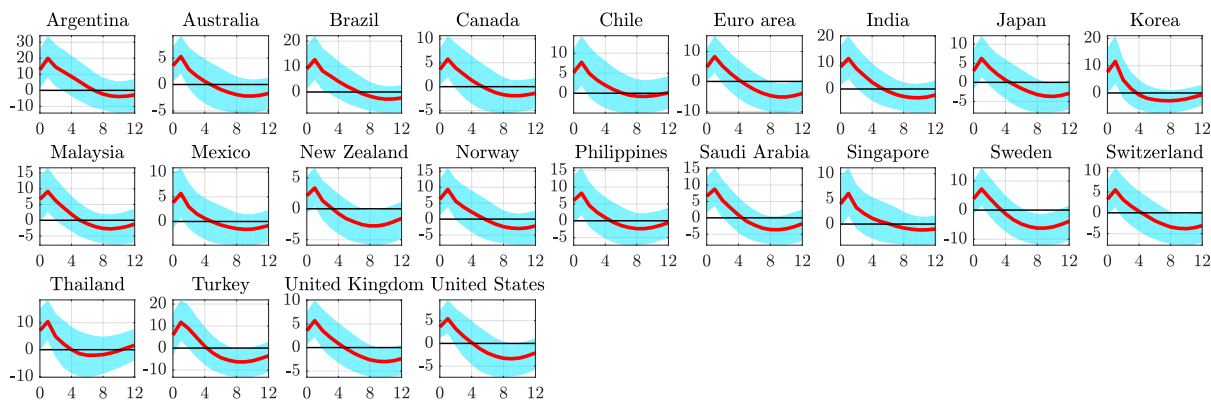 Argentina Australia Brazil Canada Chile Euro area India Japan Korea
30 20 10 0 -10 0 4 8 12
5 0 -5 0 4 8 12
20 10 0 0 4 8 12
10 5 0 -5 0 4 8 12
10 5 0 0 4 8 12
10 0 -10 0 4 8 12
20 10 0 0 4 8 12
10 5 0 -5 0 4 8 12
20 10 0 0 4 8 12
Malaysia Mexico New Zealand Norway Philippines Saudi Arabia Singapore Sweden Switzerland
15 10 5 0 -5 0 4 8 12
10 5 0 0 4 8 12
5 0 -5 0 4 8 12
15 10 5 0 -5 0 4 8 12
15 10 5 0 -5 0 4 8 12
15 10 5 0 -5 0 4 8 12
10 5 0 0 4 8 12
10 0 -10 0 4 8 12
10 5 0 -5 0 4 8 12
Thailand Turkey United Kingdom United States
10 0 -10 0 4 8 12
20 10 0 -10 0 4 8 12
10 5 0 -5 0 4 8 12
5 0 -5 0 4 8 12